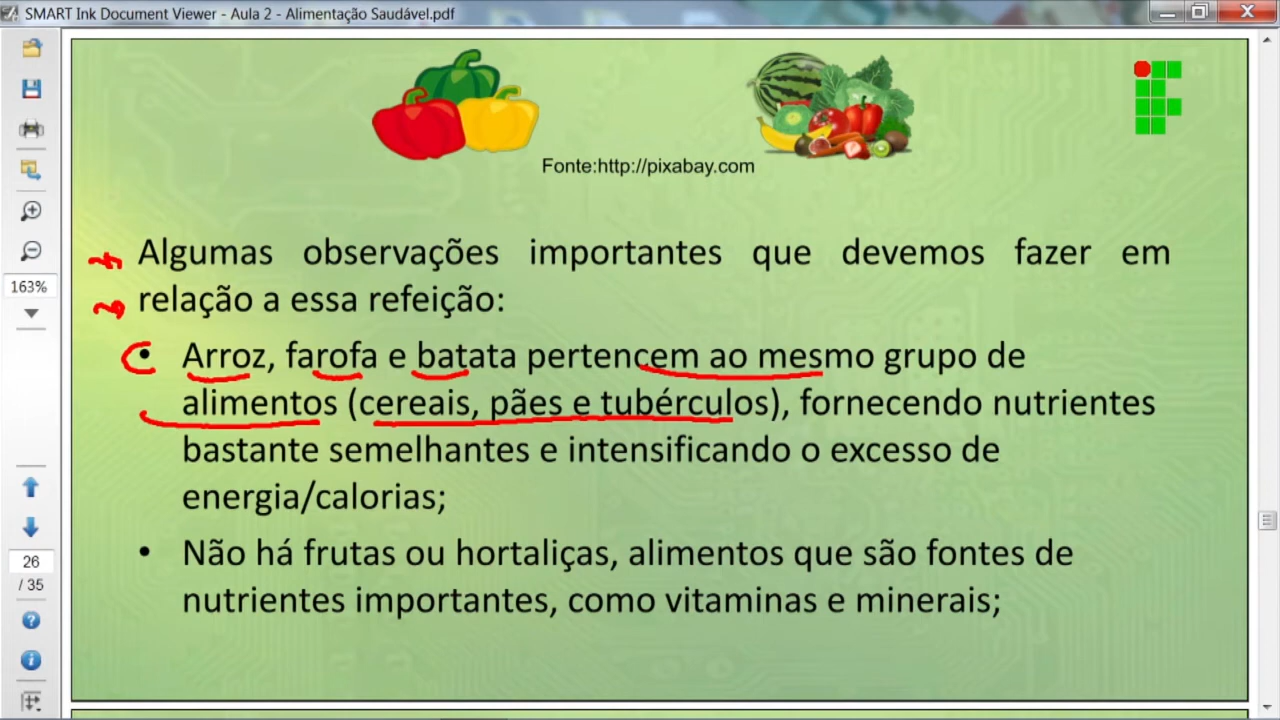 SMART Ink Document Viewer - Aula 2 - Alimentação Saudável.pdf
Fonte:http://pixabay.com
163%
Algumas observações importantes que devemos fazer em
relação a essa refeição:
• Arroz, farofa e batata pertencem ao mesmo grupo de
alimentos (cereais, pães e tubérculos), fornecendo nutrientes
bastante semelhantes e intensificando o excesso de
energia/calorias;
• Não há frutas ou hortaliças, alimentos que são fontes de
nutrientes importantes, como vitaminas e minerais;
26
/ 35